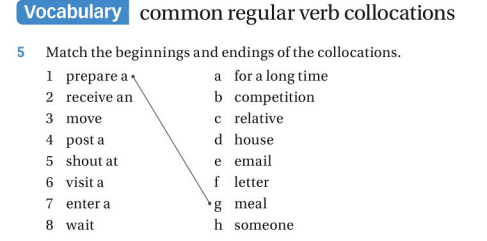 Vocabulary common regular verb collocations
5 Match the beginnings and endings of the collocations.
1 prepare a a for a long time
2 receive an b competition
3 move c relative
4 post a d house
5 shout at e email
6 visit a f letter
7 enter a g meal
8 wait h someone